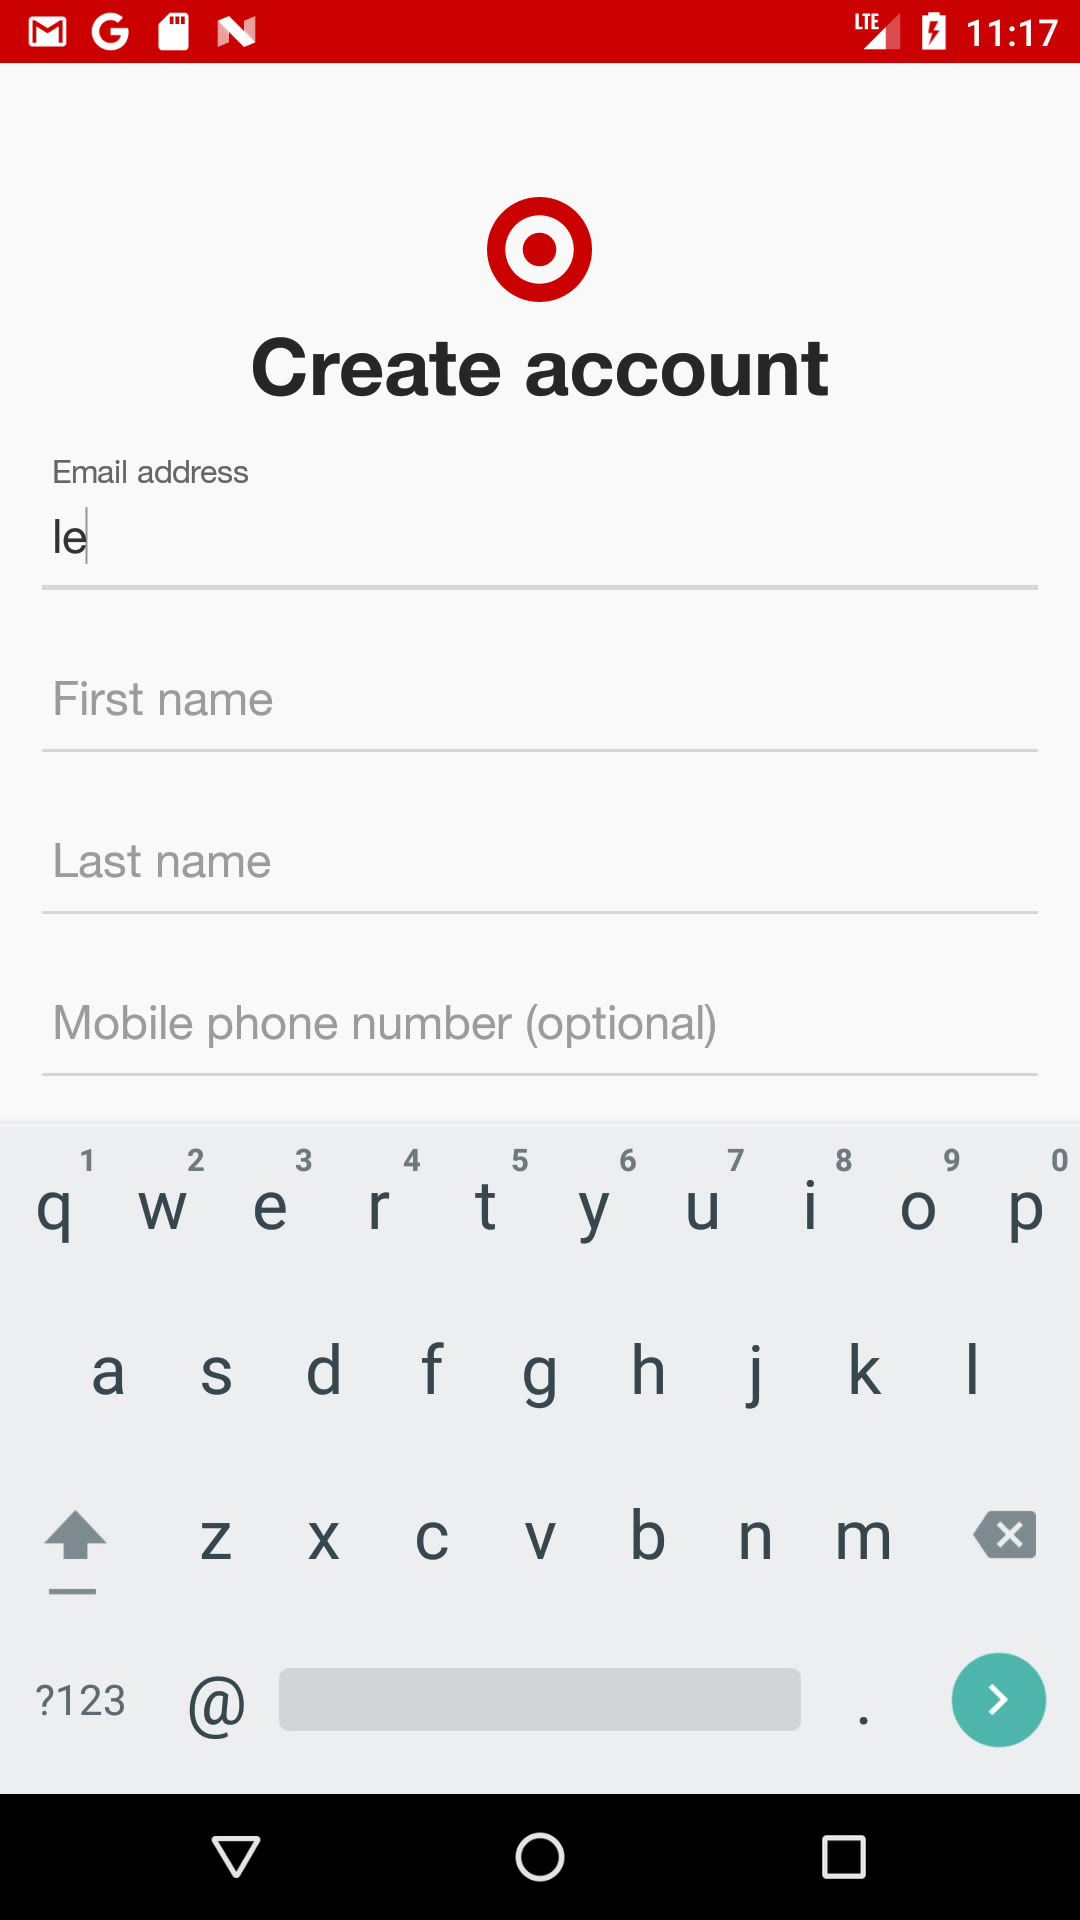 LTE 11:17
Create account
Email address
le
First name
Last name
Mobile phone number (optional)
1 2 3 4 5 6 7 8 9 0
q w e r t y u i o p
a s d f g h j k l
z x c v b n m
?123 @ .